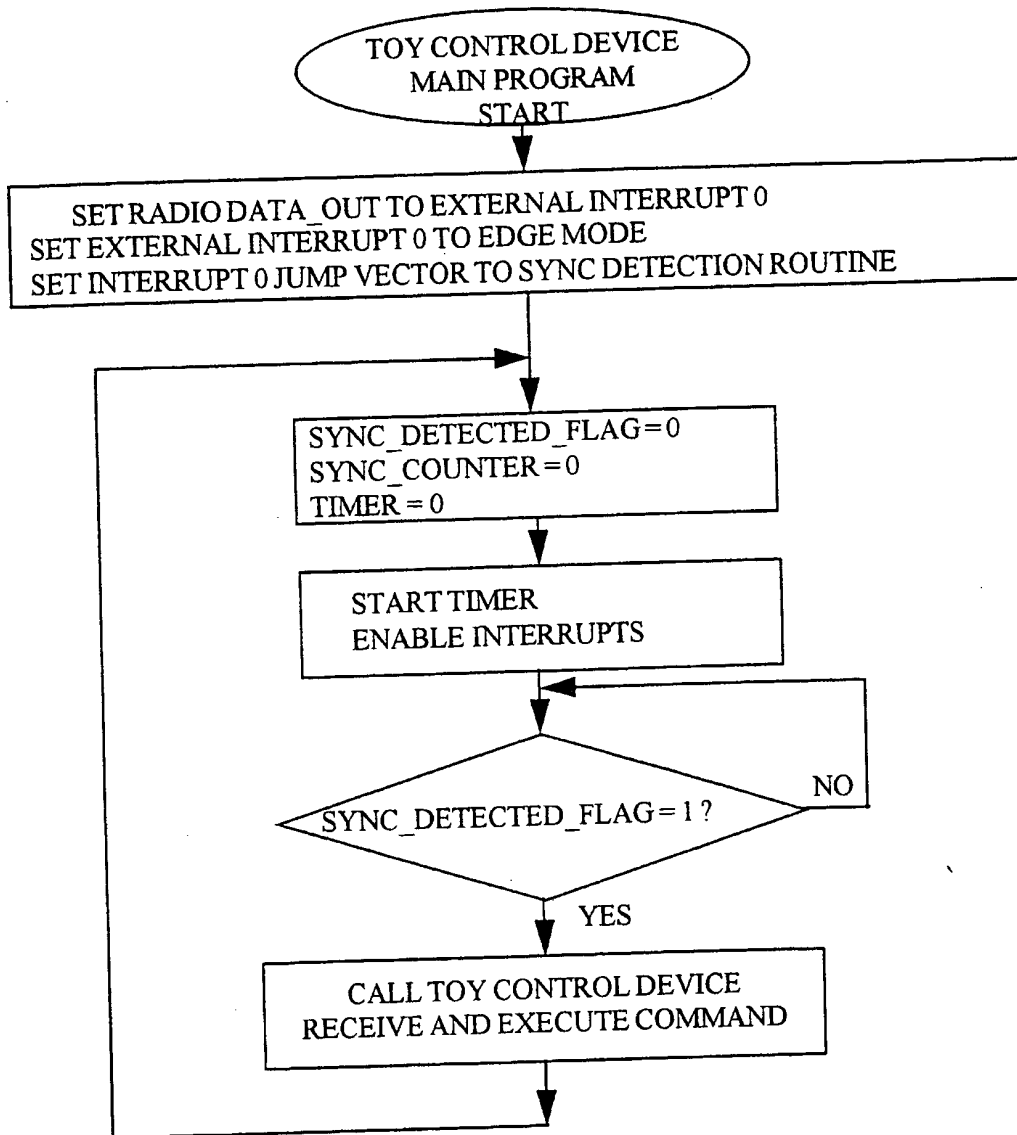 TOY CONTROL DEVICE
MAIN PROGRAM
START
SET RADIO DATA_OUT TO EXTERNAL INTERRUPT 0
SET EXTERNAL INTERRUPT 0 TO EDGE MODE
SET INTERRUPT 0 JUMP VECTOR TO SYNC DETECTION ROUTINE
SYNC_DETECTED_FLAG = 0
SYNC_COUNTER = 0
TIMER = 0
START TIMER
ENABLE INTERRUPTS
SYNC_DETECTED_FLAG = 1 ?
NO
YES
CALL TOY CONTROL DEVICE
RECEIVE AND EXECUTE COMMAND